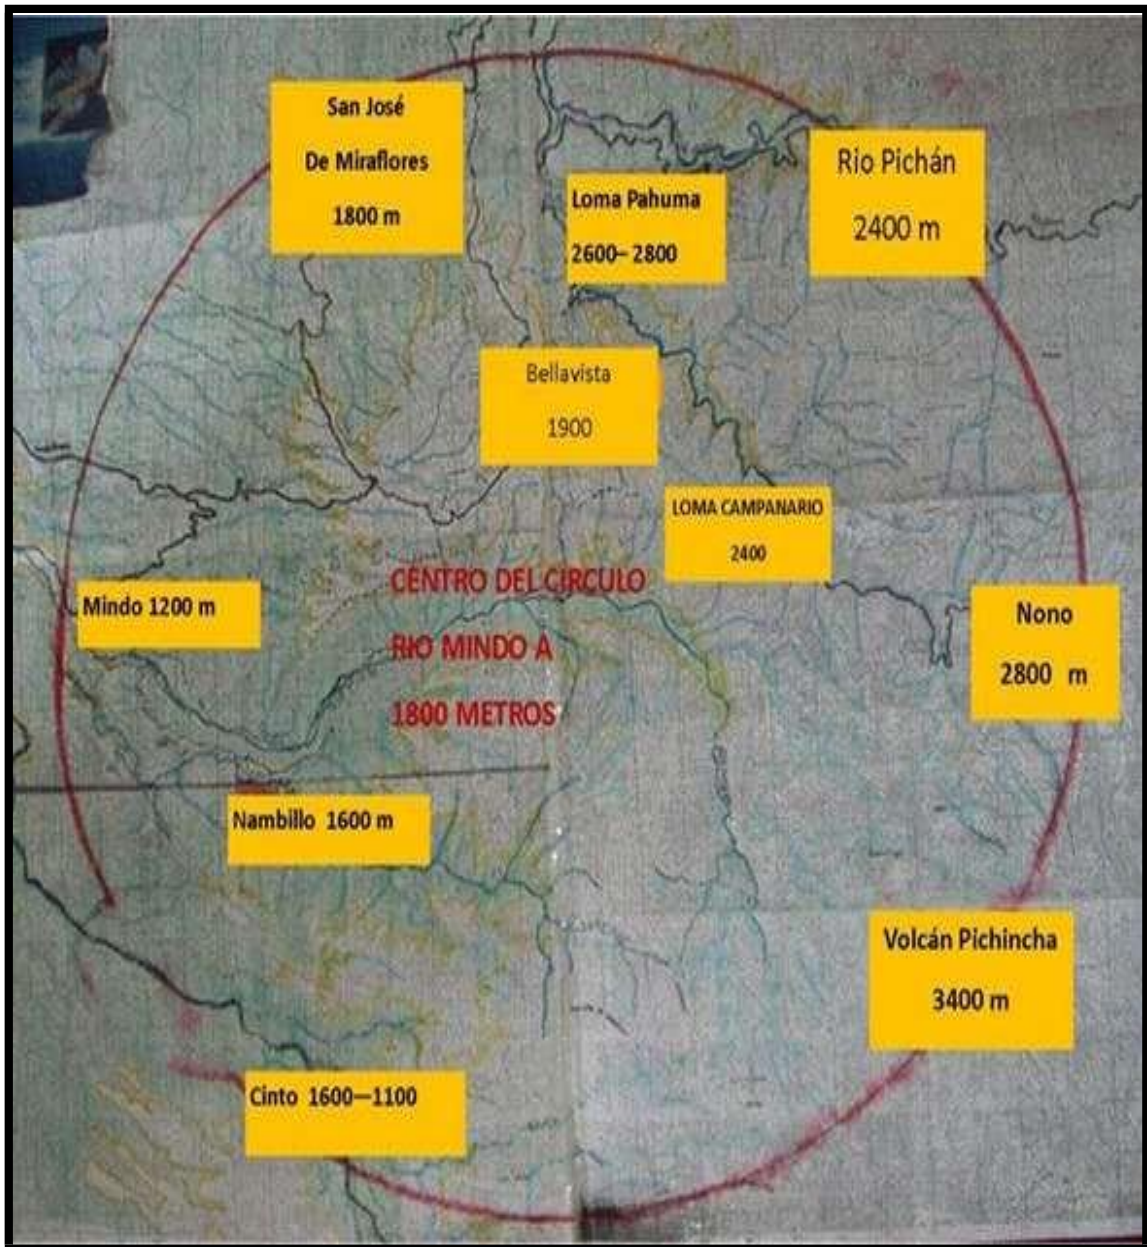 San José
De Miraflores
1800 m
Rio Pichán
2400 m
Loma Pahuma
2600– 2800
Bellavista
1900
LOMA CAMPANARIO
2400
CENTRO DEL CIRCULO
RIO MINDO A
1800 METROS
Mindo 1200 m
Nono
2800 m
Nambillo 1600 m
Volcán Pichincha
3400 m
Cinto 1600—1100